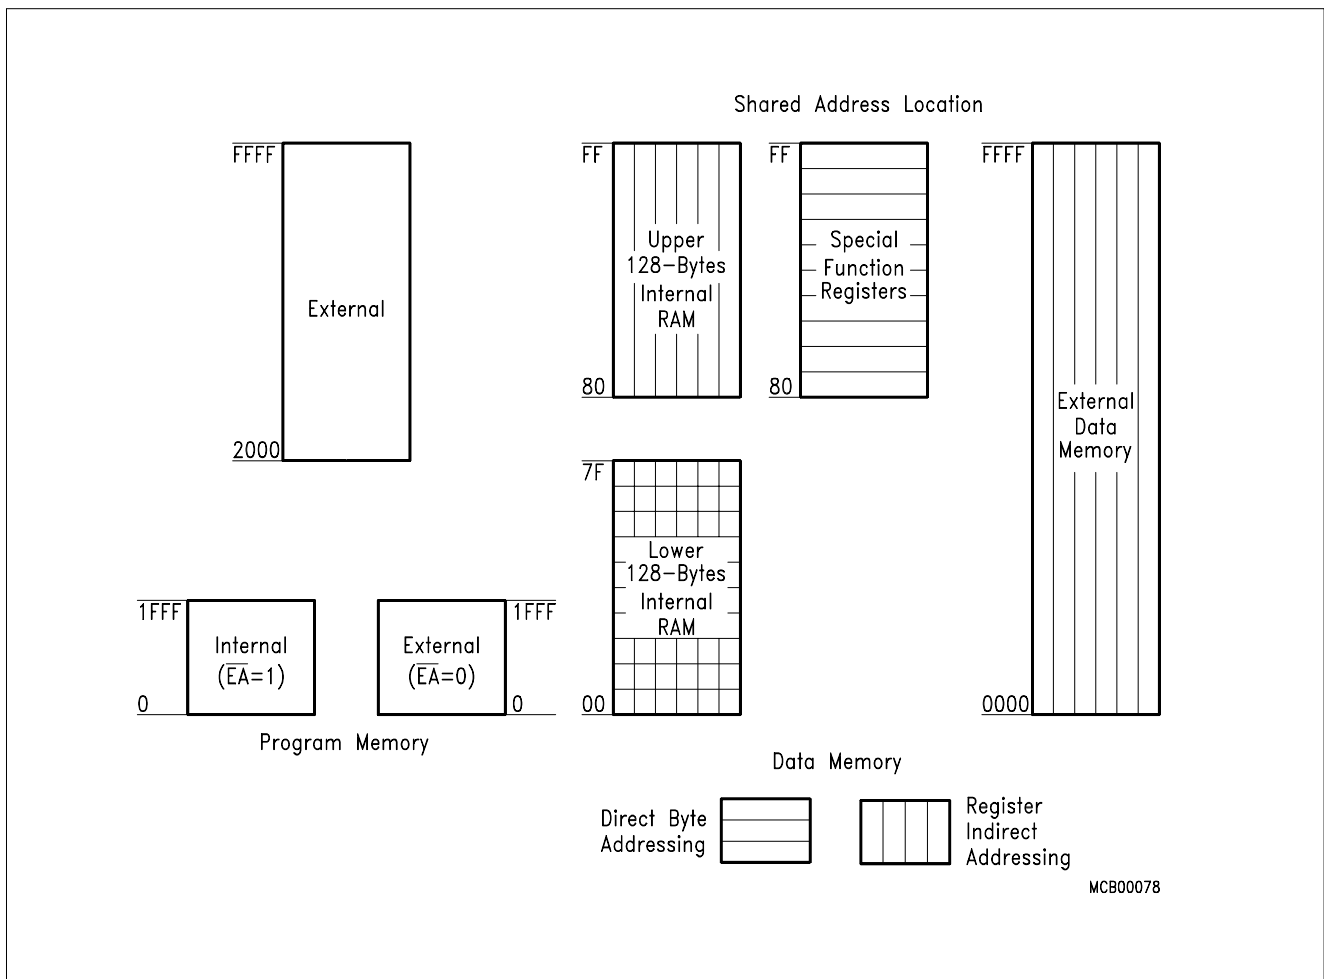 Shared Address Location
FFFF
External
2000
1FFF
Internal
(E̅A̅=1)
0
External
(E̅A̅=0)
1FFF
0
Program Memory
FF
Upper
128-Bytes
Internal
RAM
80
FF
Special
Function
Registers
80
7F
Lower
128-Bytes
Internal
RAM
00
FFFF
External
Data
Memory
0000
Data Memory
Direct Byte
Addressing
Register
Indirect
Addressing
MCB00078